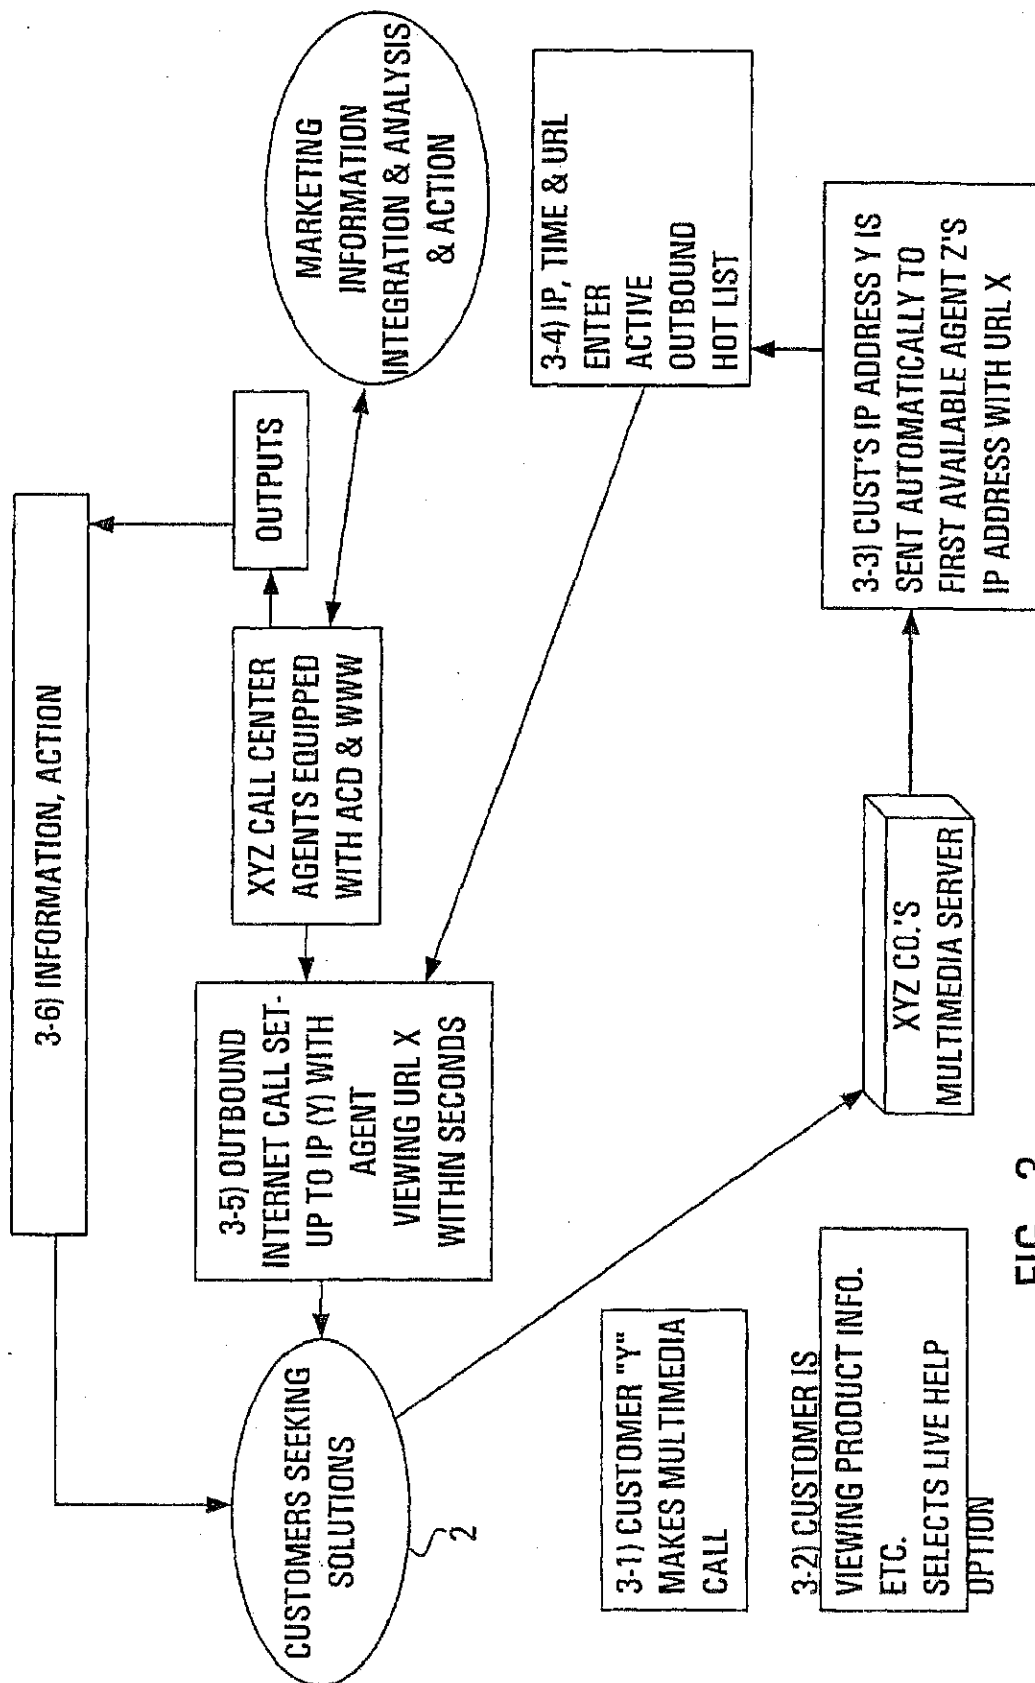 3-6) INFORMATION, ACTION
OUTPUTS
MARKETING
INFORMATION
INTEGRATION & ANALYSIS
& ACTION
XYZ CALL CENTER
AGENTS EQUIPPED
WITH ACD & WWW
3-5) OUTBOUND
INTERNET CALL SET-
UP TO IP (Y) WITH
AGENT
VIEWING URL X
WITHIN SECONDS
CUSTOMERS SEEKING
SOLUTIONS
2
3-4) IP, TIME & URL
ENTER
ACTIVE
OUTBOUND
HOT LIST
3-1) CUSTOMER "Y"
MAKES MULTIMEDIA
CALL
3-2) CUSTOMER IS
VIEWING PRODUCT INFO.
ETC.
SELECTS LIVE HELP
OPTION
XYZ CO.'S
MULTIMEDIA SERVER
3-3) CUST'S IP ADDRESS Y IS
SENT AUTOMATICALLY TO
FIRST AVAILABLE AGENT Z'S
IP ADDRESS WITH URL X